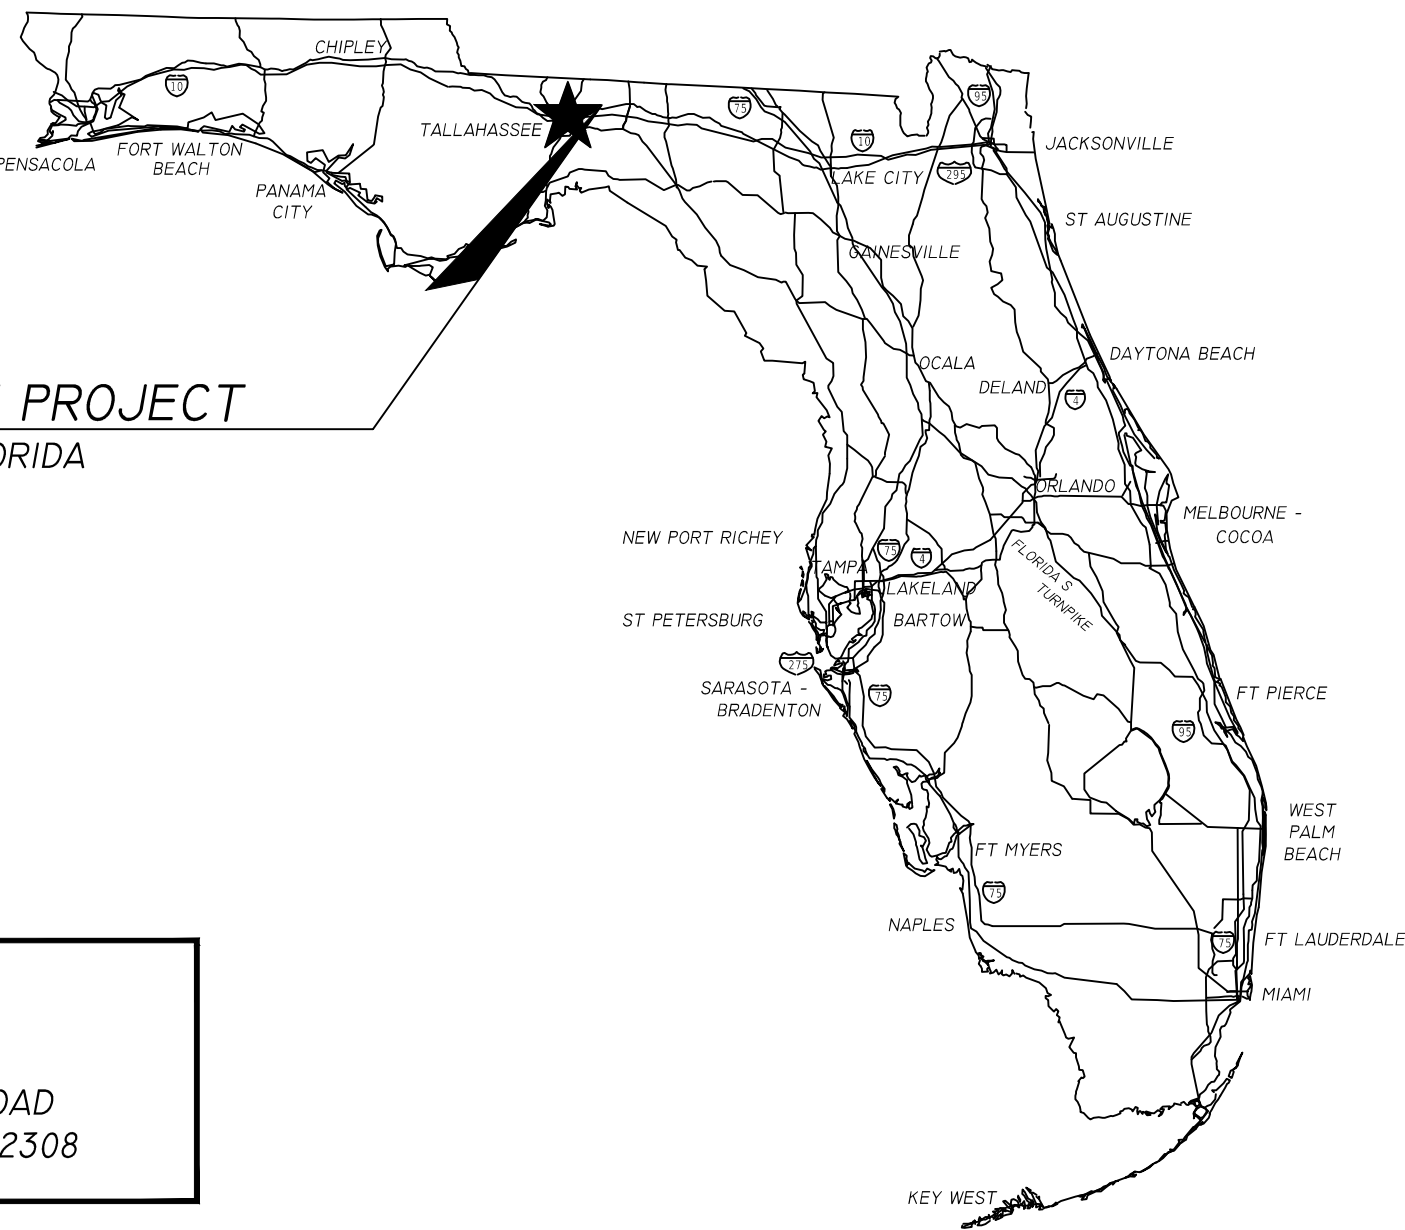 CHIPLEY
10
75
95
TALLAHASSEE
10
JACKSONVILLE
PENSACOLA
FORT WALTON
BEACH
LAKE CITY
295
PANAMA
CITY
ST AUGUSTINE
GAINESVILLE
PROJECT
ORIDA
DAYTONA BEACH
OCALA
DELAND
4
ORLANDO
MELBOURNE -
COCOA
NEW PORT RICHEY
75
4
TAMPA
LAKELAND
FLORIDA S
TURNPIKE
ST PETERSBURG
BARTOW
275
SARASOTA -
BRADENTON
75
FT PIERCE
95
WEST
PALM
BEACH
FT MYERS
75
NAPLES
75
FT LAUDERDALE
MIAMI
OAD
2308
KEY WEST